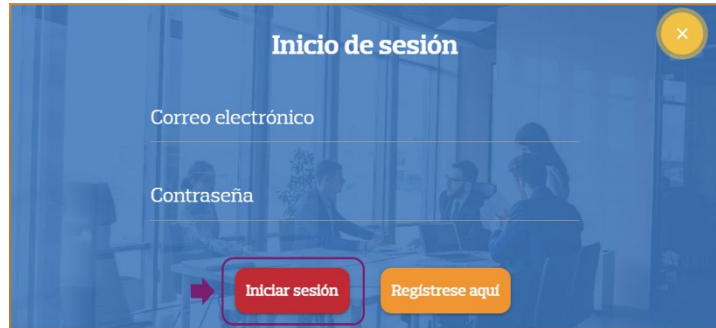 Inicio de sesión
Correo electrónico
Contraseña
Iniciar sesión
Regístrese aquí